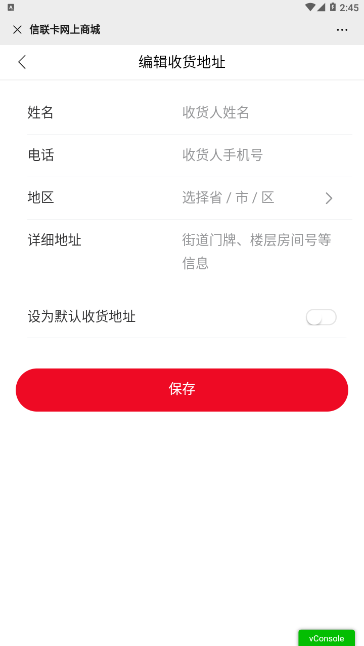 A
2:45
信联卡网上商城
编辑收货地址
姓名
收货人姓名
电话
收货人手机号
地区
选择省 / 市 / 区
详细地址
街道门牌、楼层房间号等
信息
设为默认收货地址
保存
vConsole